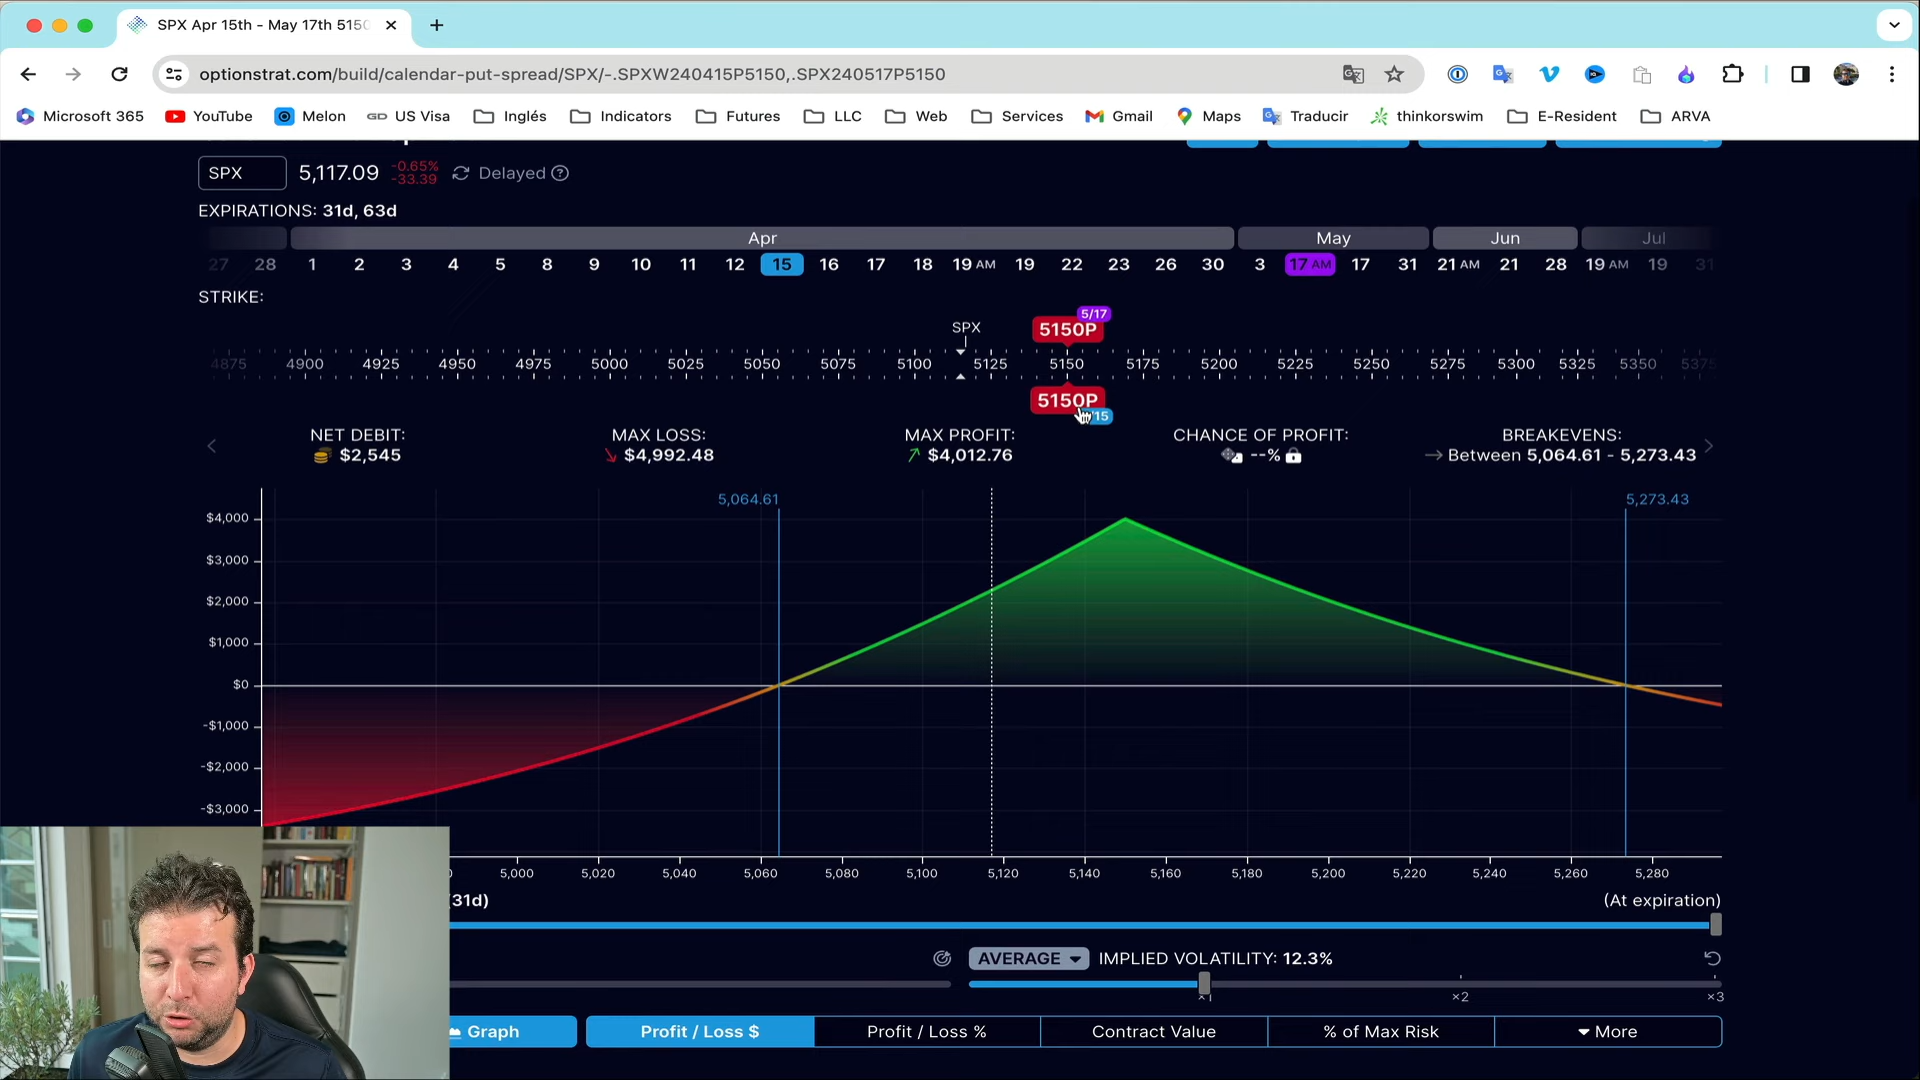 SPX Apr 15th - May 17th 515
optionstrat.com/build/calendar-put-spread/SPX/-.SPXW240415P5150,.SPX240517P5150
Microsoft 365 YouTube Melon GD US Visa Inglés Indicators Futures LLC Web Services Gmail Maps Traducir thinkorswim E-Resident ARVA
SPX 5,117.09 -0.65% -33.39 Delayed
EXPIRATIONS: 31d, 63d
Apr May Jun Jul
27 28 1 2 3 4 5 8 9 10 11 12 15 16 17 18 19 AM 19 22 23 26 30 3 17 AM 17 31 21 AM 21 28 19 AM 19 31
STRIKE:
5/17
SPX 5150P
4875 4900 4925 4950 4975 5000 5025 5050 5075 5100 5125 5150 5175 5200 5225 5250 5275 5300 5325 5350 5375
5150P
/15
NET DEBIT: MAX LOSS: MAX PROFIT: CHANCE OF PROFIT: BREAKEVENS:
$2,545 $4,992.48 $4,012.76 --% Between 5,064.61 - 5,273.43
5,064.61 5,273.43
$4,000
$3,000
$2,000
$1,000
$0
-$1,000
-$2,000
-$3,000
5,000 5,020 5,040 5,060 5,080 5,100 5,120 5,140 5,160 5,180 5,200 5,220 5,240 5,260 5,280
(31d) (At expiration)
AVERAGE IMPLIED VOLATILITY: 12.3%
×1 ×2 ×3
Graph Profit / Loss $ Profit / Loss % Contract Value % of Max Risk More